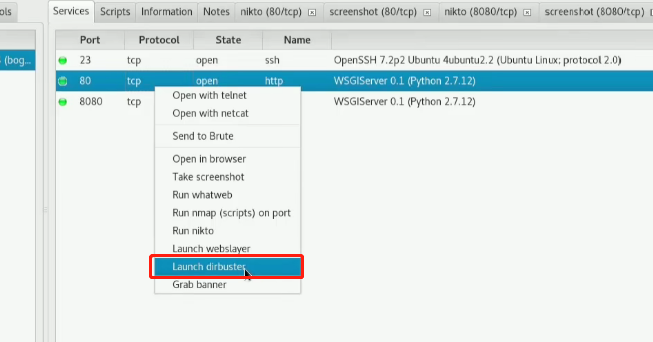 ols
Services Scripts Information Notes nikto (80/tcp) screenshot (80/tcp) nikto (8080/tcp) screenshot (8080/tcp)
Port Protocol State Name
(bog...
23 tcp open ssh OpenSSH 7.2p2 Ubuntu 4ubuntu2.2 (Ubuntu Linux; protocol 2.0)
80 tcp open http WSGIServer 0.1 (Python 2.7.12)
8080 tcp WSGIServer 0.1 (Python 2.7.12)
Open with telnet
Open with netcat
Send to Brute
Open in browser
Take screenshot
Run whatweb
Run nmap (scripts) on port
Run nikto
Launch webslayer
Launch dirbuster
Grab banner